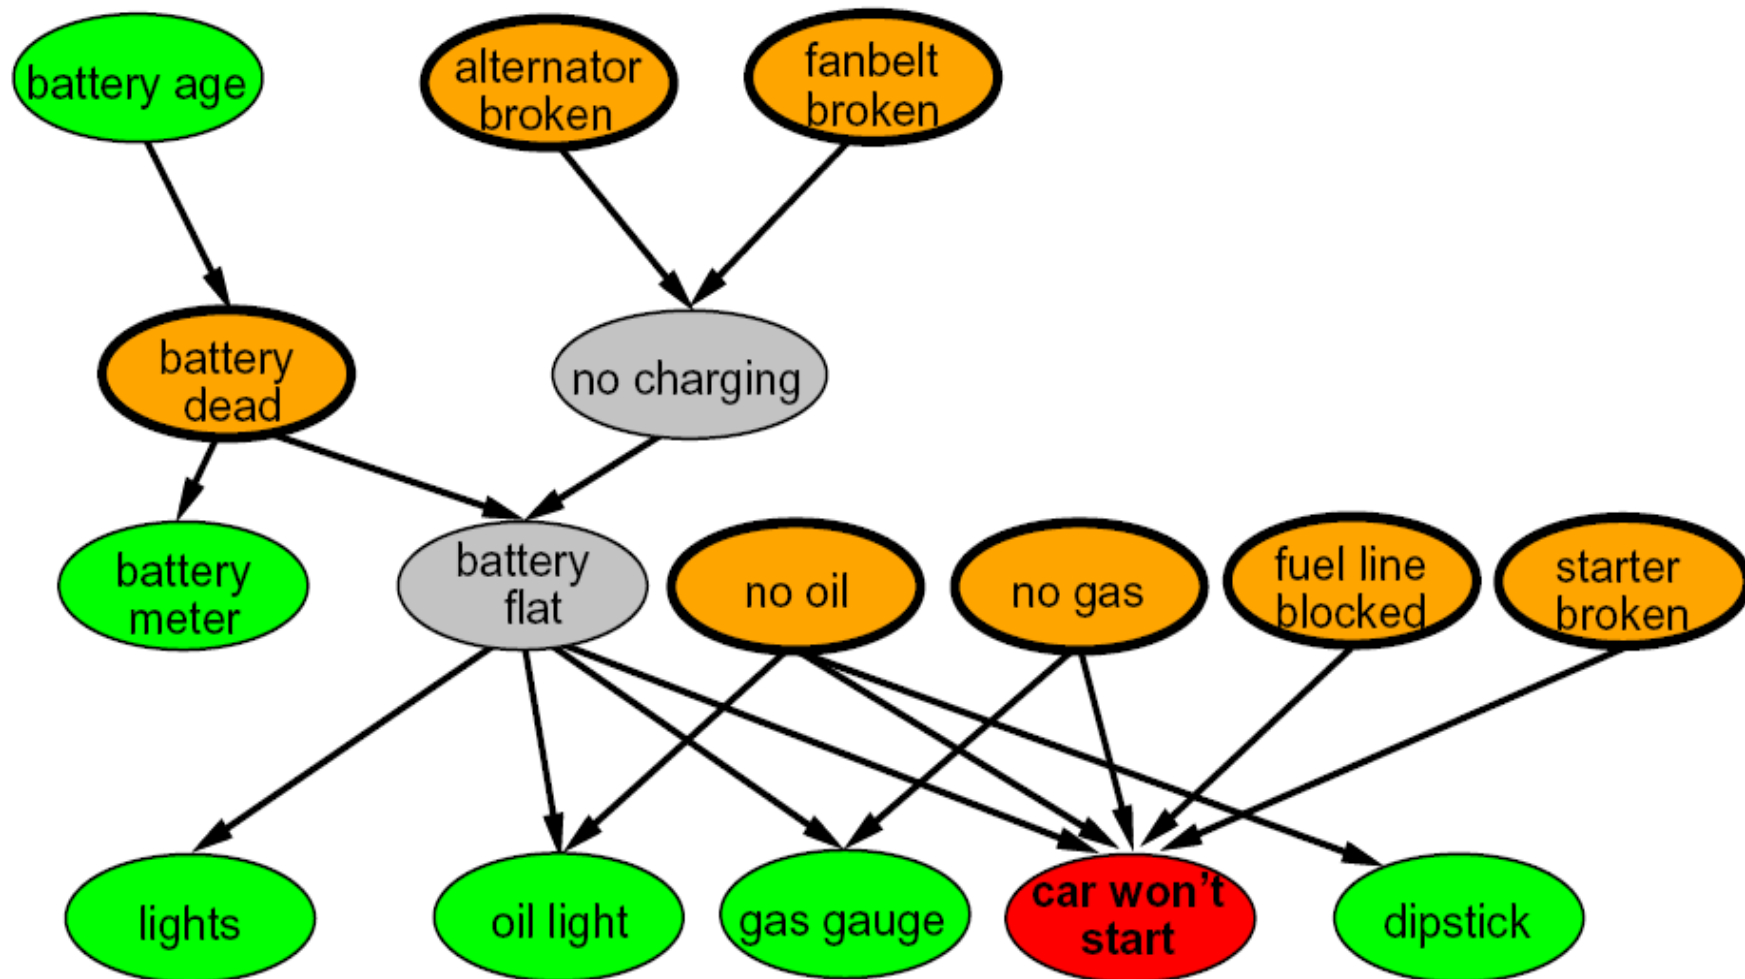 battery age
alternator
broken
fanbelt
broken
battery
dead
no charging
battery
meter
battery
flat
no oil
no gas
fuel line
blocked
starter
broken
lights
oil light
gas gauge
car won't
start
dipstick